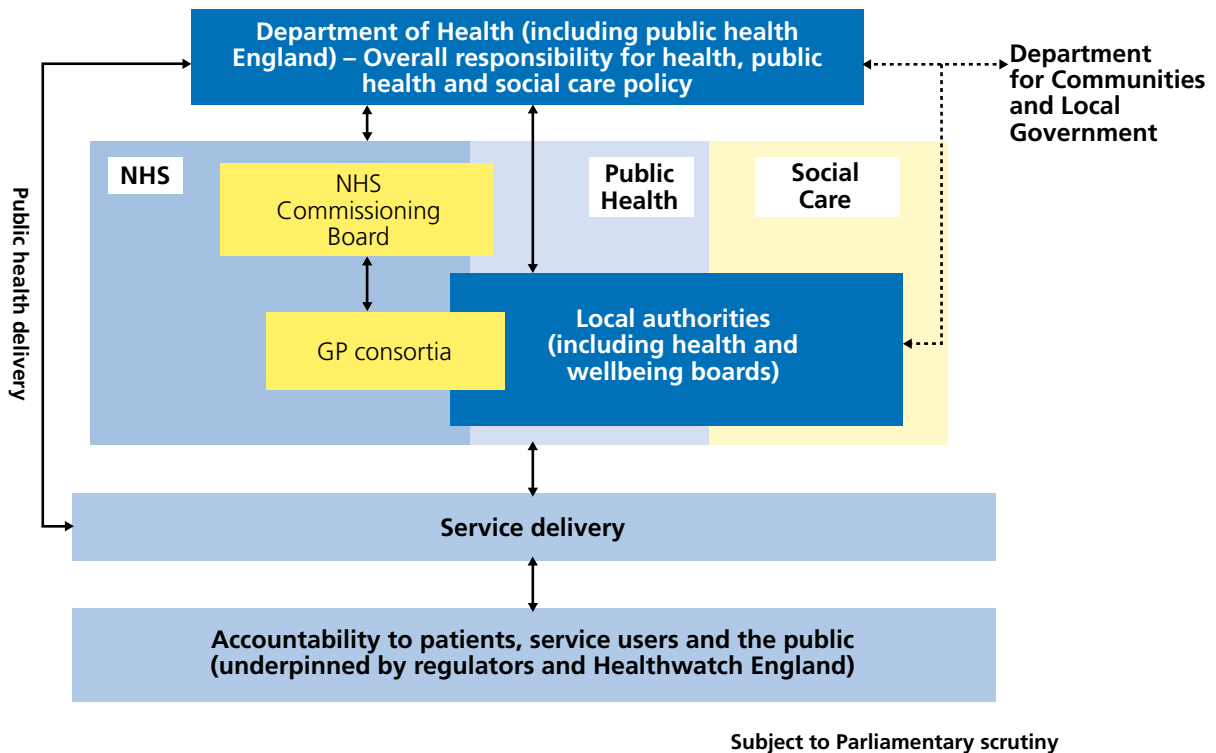 Department of Health (including public health
England) – Overall responsibility for health, public
health and social care policy
Department
for Communities
and Local
Government
NHS
NHS
Commissioning
Board
Public
Health
Social
Care
Public health delivery
GP consortia
Local authorities
(including health and
wellbeing boards)
Service delivery
Accountability to patients, service users and the public
(underpinned by regulators and Healthwatch England)
Subject to Parliamentary scrutiny